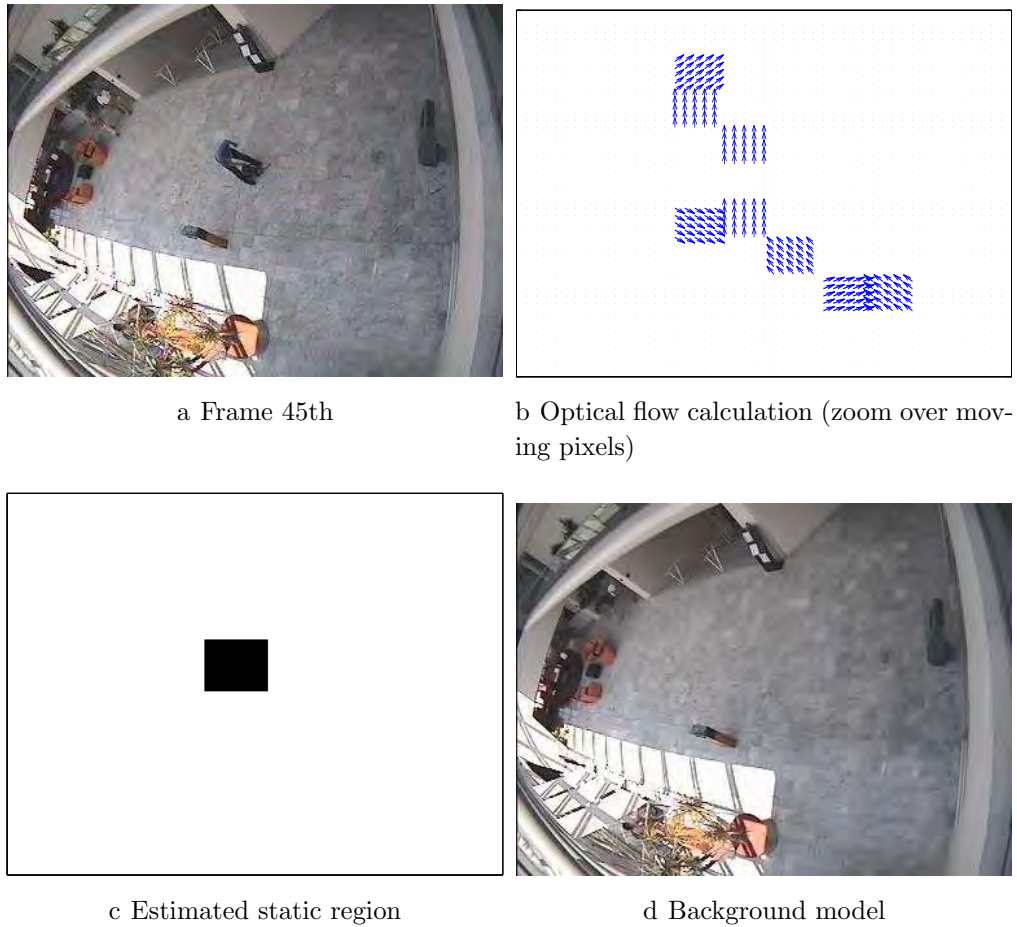 a Frame 45th
b Optical flow calculation (zoom over mov-
ing pixels)
c Estimated static region
d Background model